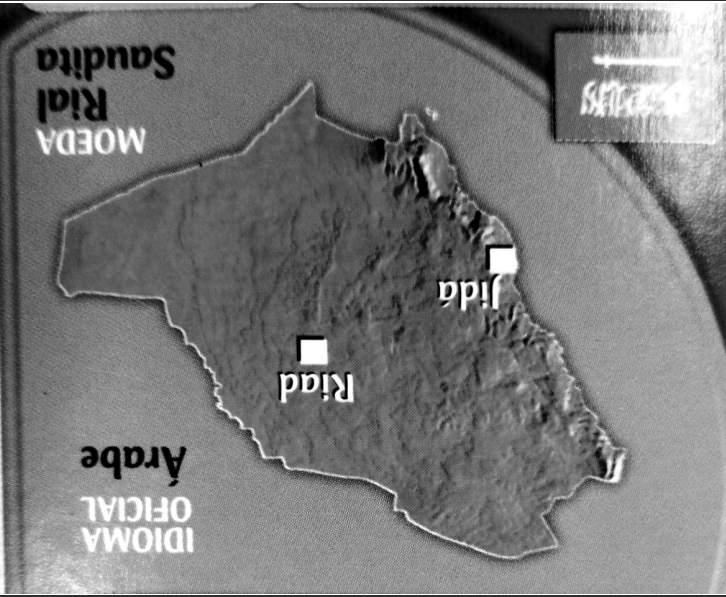 IDIOMA
OFICIAL
Árabe
Riad
Jidá
MOEDA
Rial
Saudita